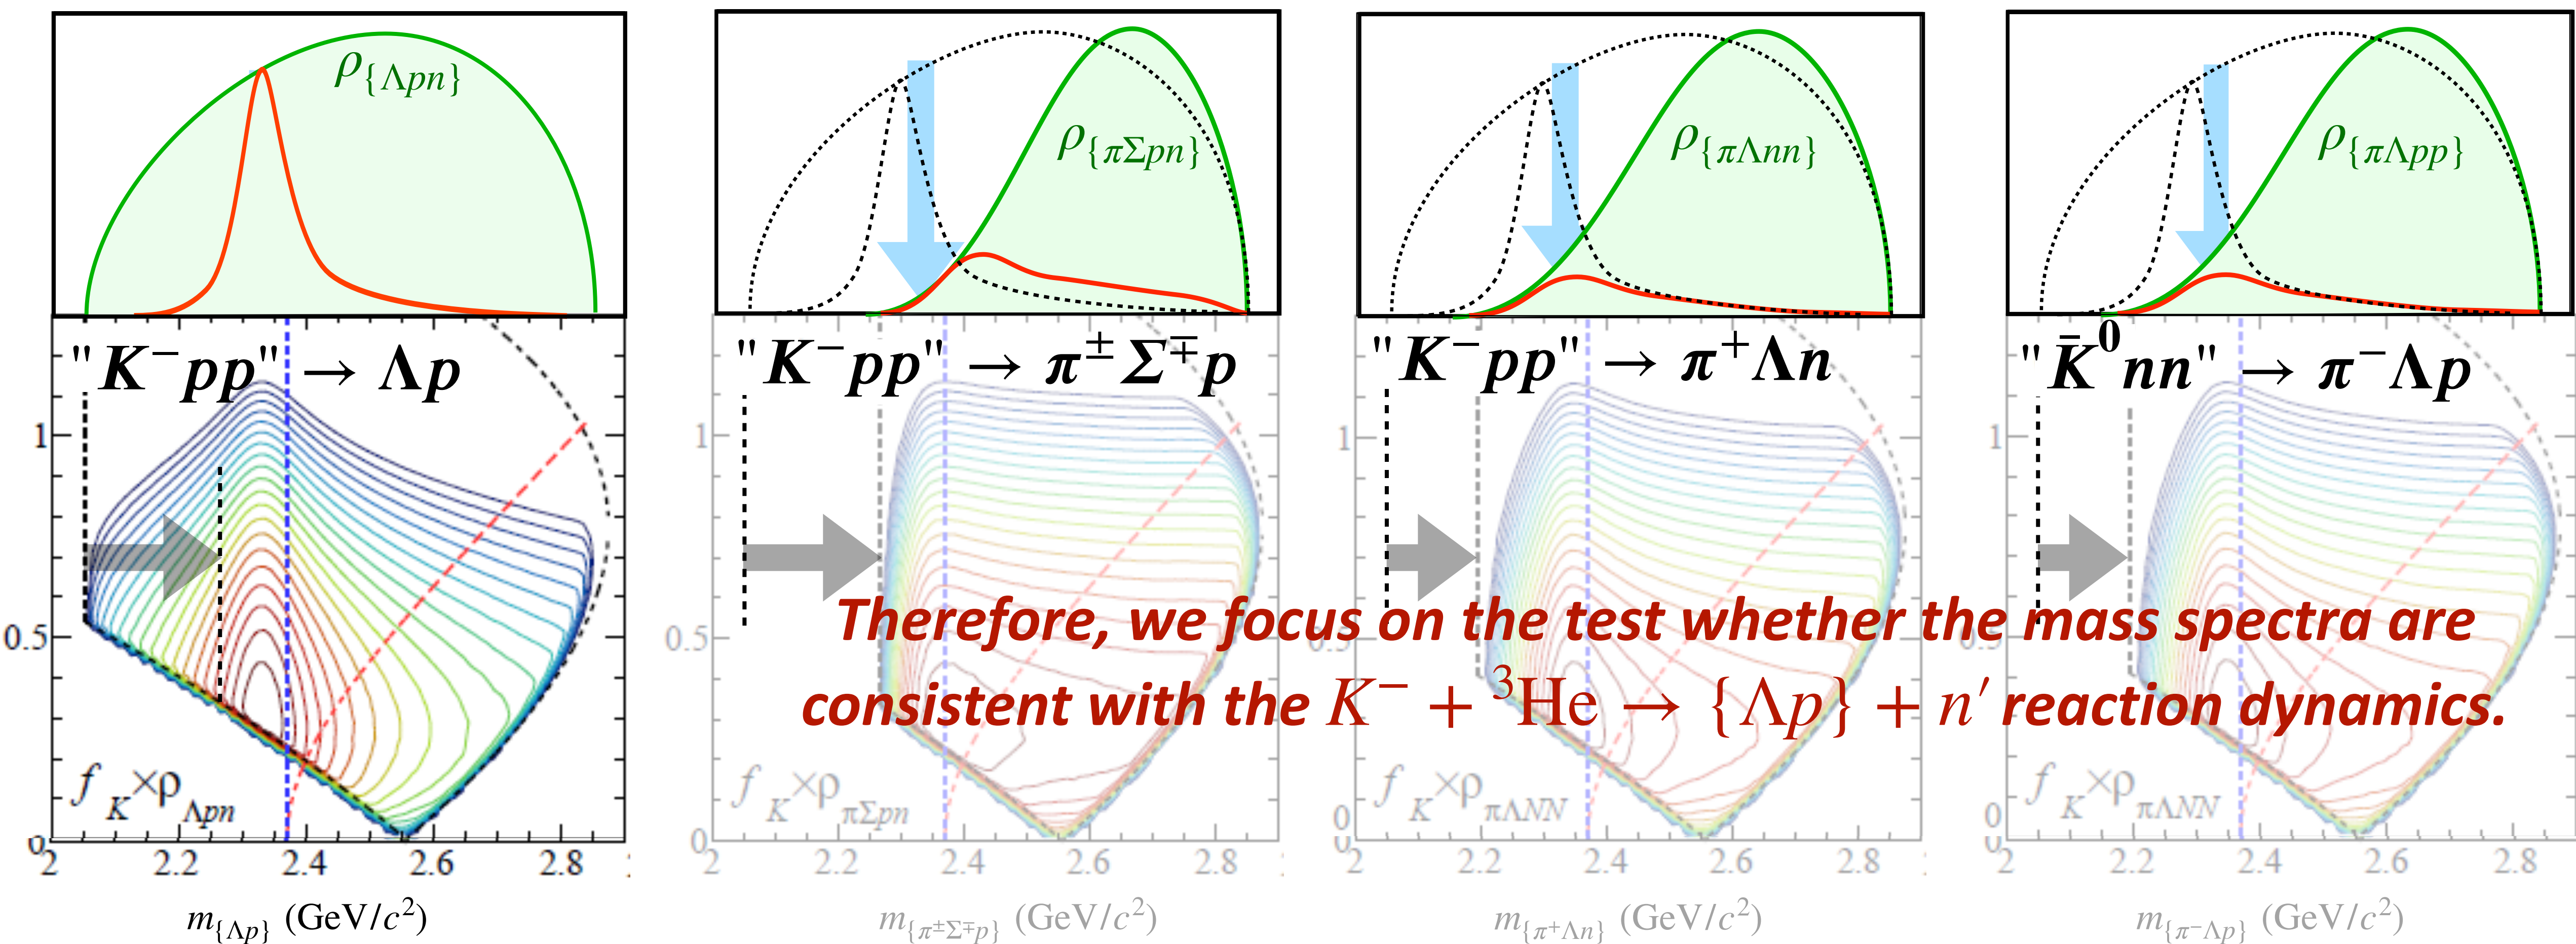 ρ{Λpn}
ρ{πΣpn}
ρ{πΛnn}
ρ{πΛpp}
"K⁻pp" → Λp
"K⁻pp" → π±Σ∓p
"K⁻pp" → π⁺Λn
"K̄⁰nn" → π⁻Λp
1
0.5
0
1
0.5
0
1
0.5
0
0
1
0
0
Therefore, we focus on the test whether the mass spectra are
consistent with the K⁻ + ³He → {Λp} + n′ reaction dynamics.
f K×ρΛpn
f K×ρπΣpn
f K×ρπΛNN
f K×ρπΛNN
2 2.2 2.4 2.6 2.8
2 2.2 2.4 2.6 2.8
2 2.2 2.4 2.6 2.8
2 2.2 2.4 2.6 2.8
m{Λp} (GeV/c²)
m{π±Σ∓p} (GeV/c²)
m{π⁺Λn} (GeV/c²)
m{π⁻Λp} (GeV/c²)